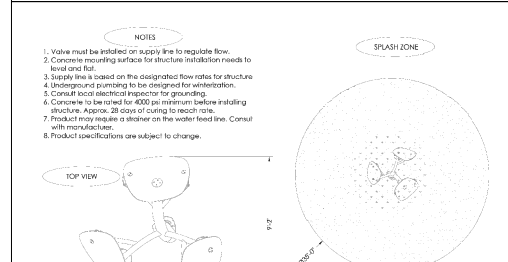 NOTES
1. Valve must be installed on supply line to regulate flow.
2. Concrete mounting surface for structure installation needs to
level and flat.
3. Supply line is based on the designated flow rates for structure
4. Underground plumbing to be designed for winterization.
5. Consult local electrical inspector for grounding.
6. Concrete to be rated for 4000 psi minimum before installing
structure. Approx. 28 days of curing to reach rate.
7. Product may require a strainer on the water feed line. Consult
with manufacturer.
8. Product specifications are subject to change.
SPLASH ZONE
TOP VIEW